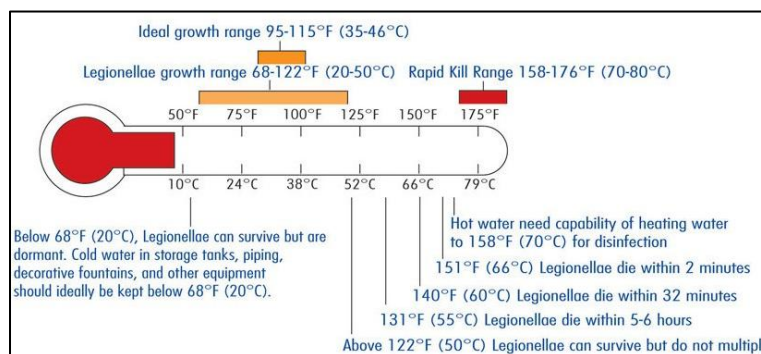 Ideal growth range 95-115°F (35-46°C)
Legionellae growth range 68-122°F (20-50°C)
Rapid Kill Range 158-176°F (70-80°C)
50°F 75°F 100°F 125°F 150°F 175°F
10°C 24°C 38°C 52°C 66°C 79°C
Below 68°F (20°C), Legionellae can survive but are
dormant. Cold water in storage tanks, piping,
decorative fountains, and other equipment
should ideally be kept below 68°F (20°C).
Hot water need capability of heating water
to 158°F (70°C) for disinfection
151°F (66°C) Legionellae die within 2 minutes
140°F (60°C) Legionellae die within 32 minutes
131°F (55°C) Legionellae die within 5-6 hours
Above 122°F (50°C) Legionellae can survive but do not multipl